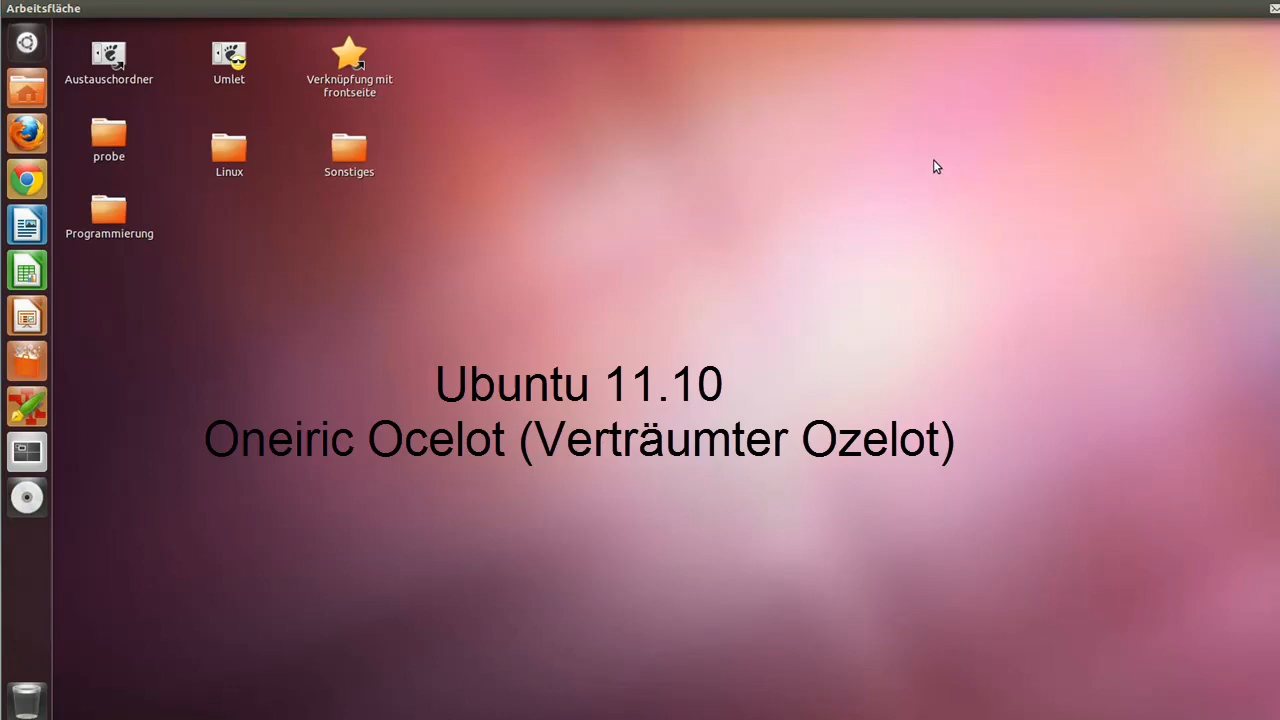 Arbeitsfläche
Austauschordner
Umlet
Verknüpfung mit
frontseite
probe
Linux
Sonstiges
Programmierung
Ubuntu 11.10
Oneiric Ocelot (Verträumter Ozelot)